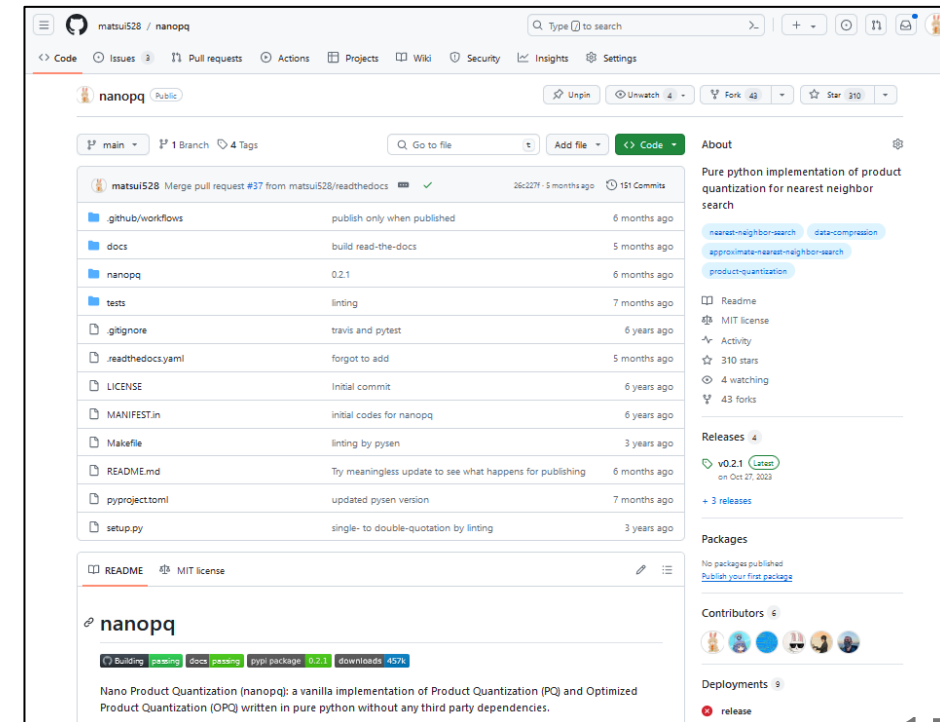 matsui528 / nanopq
Type / to search
Code Issues 3 Pull requests Actions Projects Wiki Security Insights Settings
nanopq Public
Unpin Unwatch 4 Fork 43 Star 310
main 1 Branch 4 Tags Go to file t Add file Code
matsui528 Merge pull request #37 from matsui528/readthedocs 26c227f · 5 months ago 151 Commits
.github/workflows publish only when published 6 months ago
docs build read-the-docs 5 months ago
nanopq 0.2.1 6 months ago
tests linting 7 months ago
.gitignore travis and pytest 6 years ago
.readthedocs.yaml forgot to add 5 months ago
LICENSE Initial commit 6 years ago
MANIFEST.in initial codes for nanopq 6 years ago
Makefile linting by pysen 3 years ago
README.md Try meaningless update to see what happens for publishing 6 months ago
pyproject.toml updated pysen version 7 months ago
setup.py single- to double-quotation by linting 3 years ago
README MIT license
nanopq
Building passing docs passing pypi package 0.2.1 downloads 457k
Nano Product Quantization (nanopq): a vanilla implementation of Product Quantization (PQ) and Optimized
Product Quantization (OPQ) written in pure python without any third party dependencies.
About
Pure python implementation of product
quantization for nearest neighbor
search
nearest-neighbor-search data-compression
approximate-nearest-neighbor-search
product-quantization
Readme
MIT license
Activity
310 stars
4 watching
43 forks
Releases 4
v0.2.1 Latest
on Oct 27, 2023
+ 3 releases
Packages
No packages published
Publish your first package
Contributors 6
Deployments 9
release